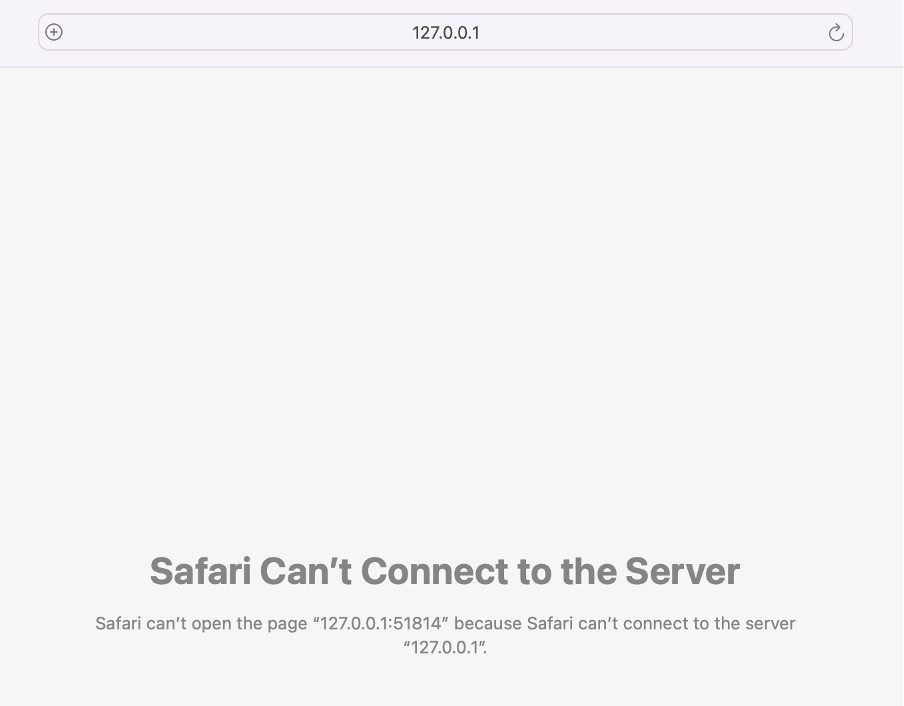 127.0.0.1
Safari Can’t Connect to the Server
Safari can’t open the page “127.0.0.1:51814” because Safari can’t connect to the server
“127.0.0.1”.